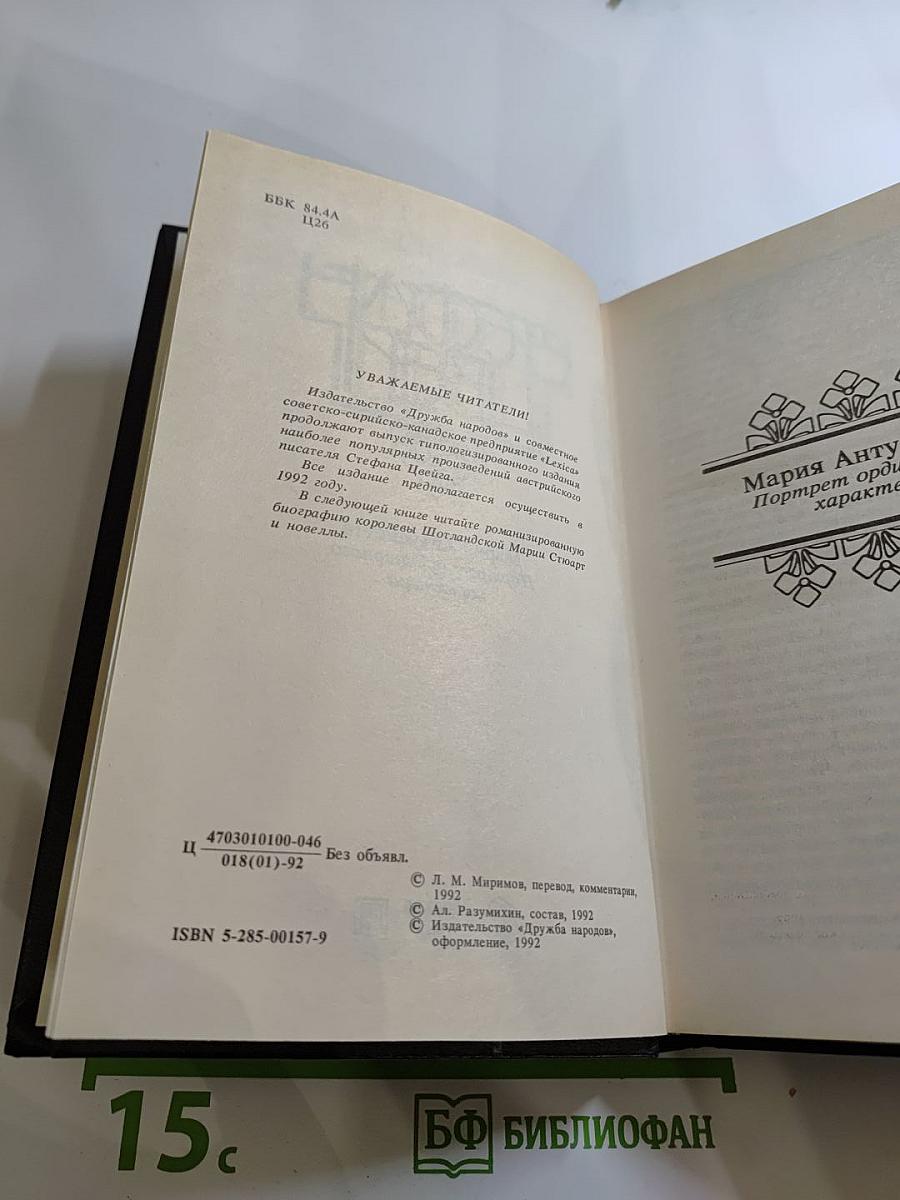 ББК 84.4А
Ц26
УВАЖАЕМЫЕ ЧИТАТЕЛИ!
Издательство «Дружба народов» и совместное
советско-сирийско-канадское предприятие «Lexica»
продолжают выпуск типологизированного издания
наиболее популярных произведений австрийского
писателя Стефана Цвейга.
Все издание предполагается осуществить в
1992 году.
В следующей книге читайте романизированную
биографию королевы Шотландской Марии Стюарт
и новеллы.
Ц 4703010100-046
018(01)-92 Без объявл.
© Л. М. Миримов, перевод, комментарии,
1992
© Ал. Разумихин, состав, 1992
© Издательство «Дружба народов»,
оформление, 1992
ISBN 5-285-00157-9
Мария Анту
Портрет орди
характе
15 с
БФ БИБЛИОФАН